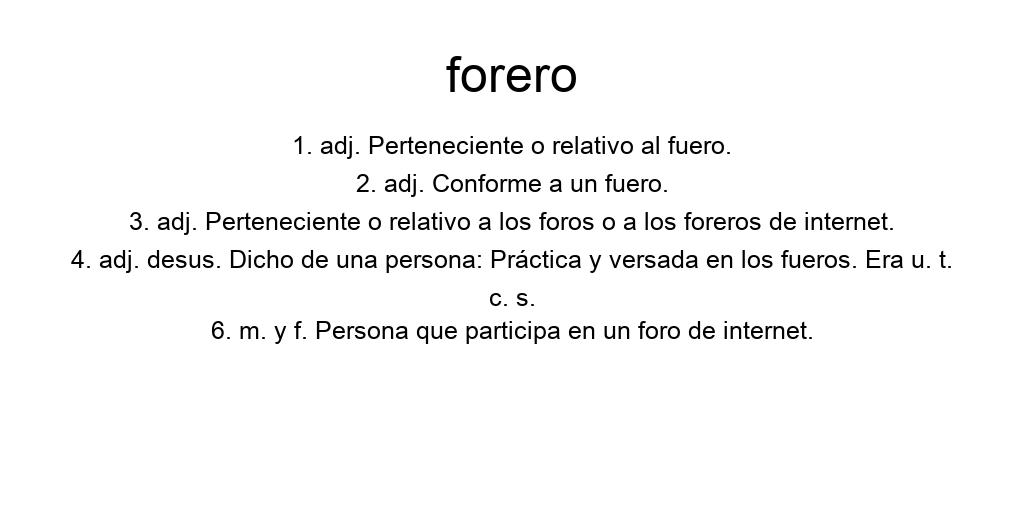 forero
1. adj. Perteneciente o relativo al fuero.
2. adj. Conforme a un fuero.
3. adj. Perteneciente o relativo a los foros o a los foreros de internet.
4. adj. desus. Dicho de una persona: Práctica y versada en los fueros. Era u. t.
c. s.
6. m. y f. Persona que participa en un foro de internet.